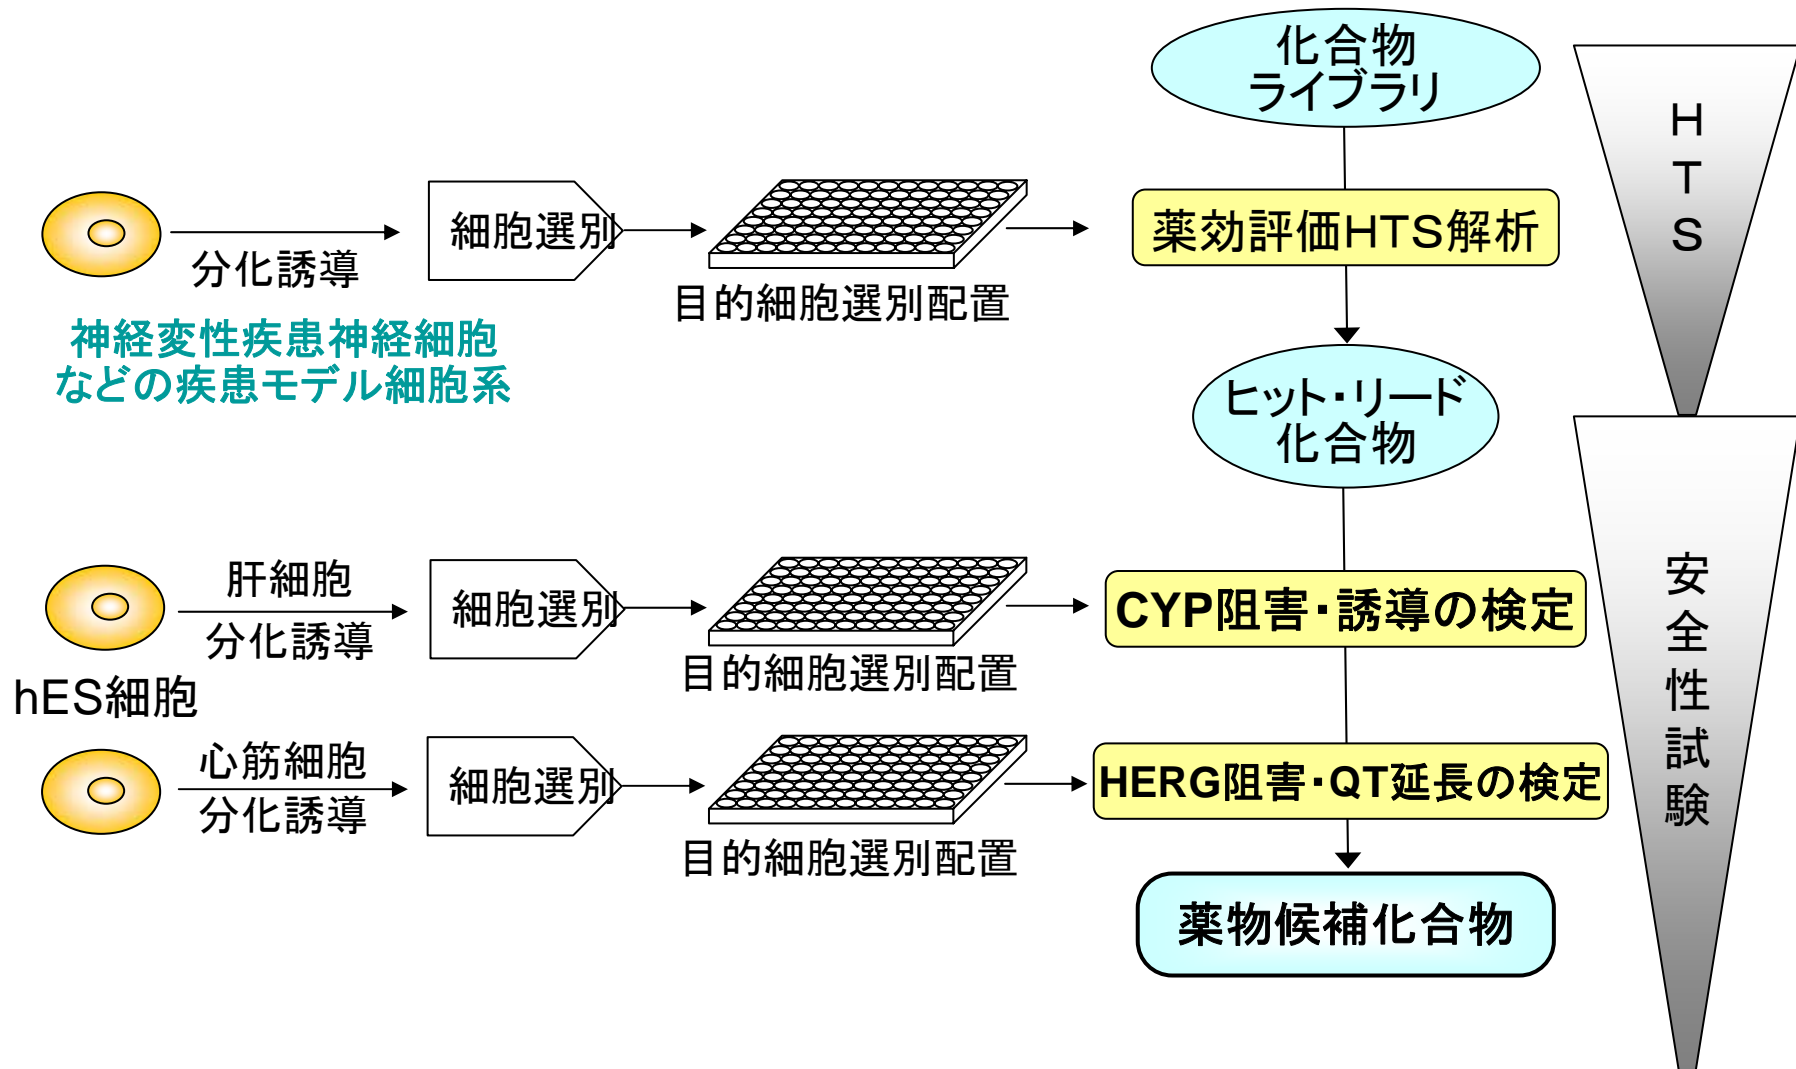 化合物
ライブラリ
H
T
S
細胞選別
薬効評価HTS解析
分化誘導
目的細胞選別配置
神経変性疾患神経細胞
などの疾患モデル細胞系
ヒット・リード
化合物
肝細胞
分化誘導
細胞選別
CYP阻害・誘導の検定
目的細胞選別配置
安
全
性
試
験
hES細胞
心筋細胞
分化誘導
細胞選別
HERG阻害・QT延長の検定
目的細胞選別配置
薬物候補化合物